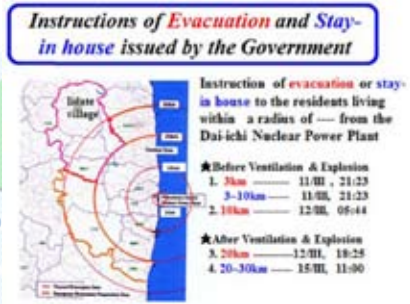 Instructions of Evacuation and Stay-
in house issued by the Government
Iidate
village
Instruction of evacuation or stay-
in house to the residents living
within a radius of ---- from the
Dai-ichi Nuclear Power Plant
★Before Ventilation & Explosion
1. 3km ---------- 11/III, 21:23
3-10km ----- 11/III, 21:23
2. 10km -------- 12/III, 05:44
★After Ventilation & Explosion
3. 20km ----------12/III, 18:25
4. 20-30km ----- 15/III, 11:00